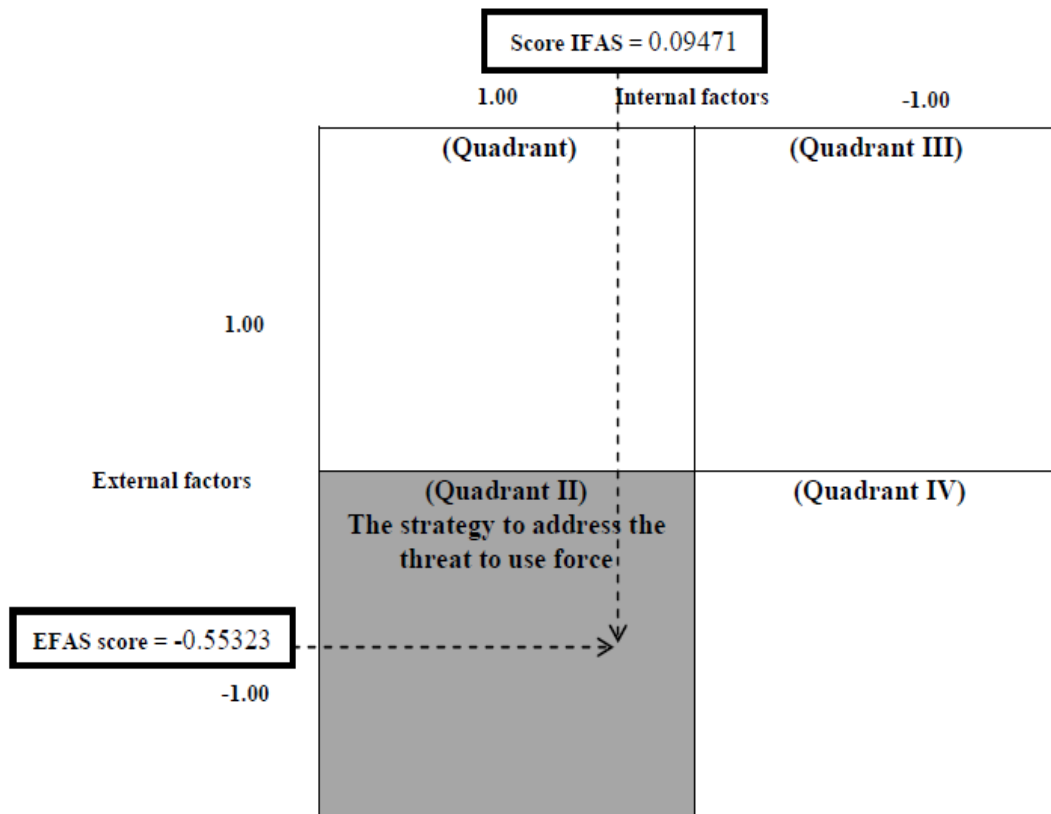 Score IFAS = 0.09471
1.00 Internal factors -1.00
(Quadrant) (Quadrant III)
1.00
External factors
(Quadrant II) (Quadrant IV)
The strategy to address the
threat to use force
EFAS score = -0.55323
-1.00